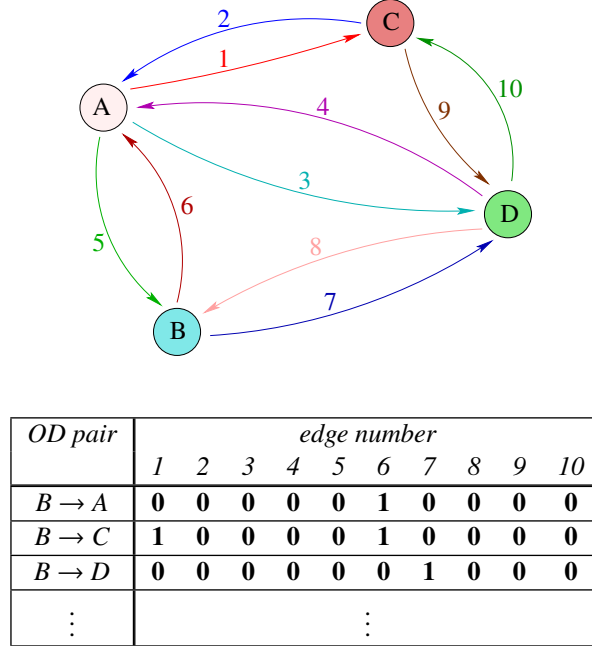 C
2
1
10
A
4
9
3
6
D
5
8
7
B
OD pair edge number
1 2 3 4 5 6 7 8 9 10
B → A 0 0 0 0 0 1 0 0 0 0
B → C 1 0 0 0 0 1 0 0 0 0
B → D 0 0 0 0 0 0 1 0 0 0
⋮ ⋮